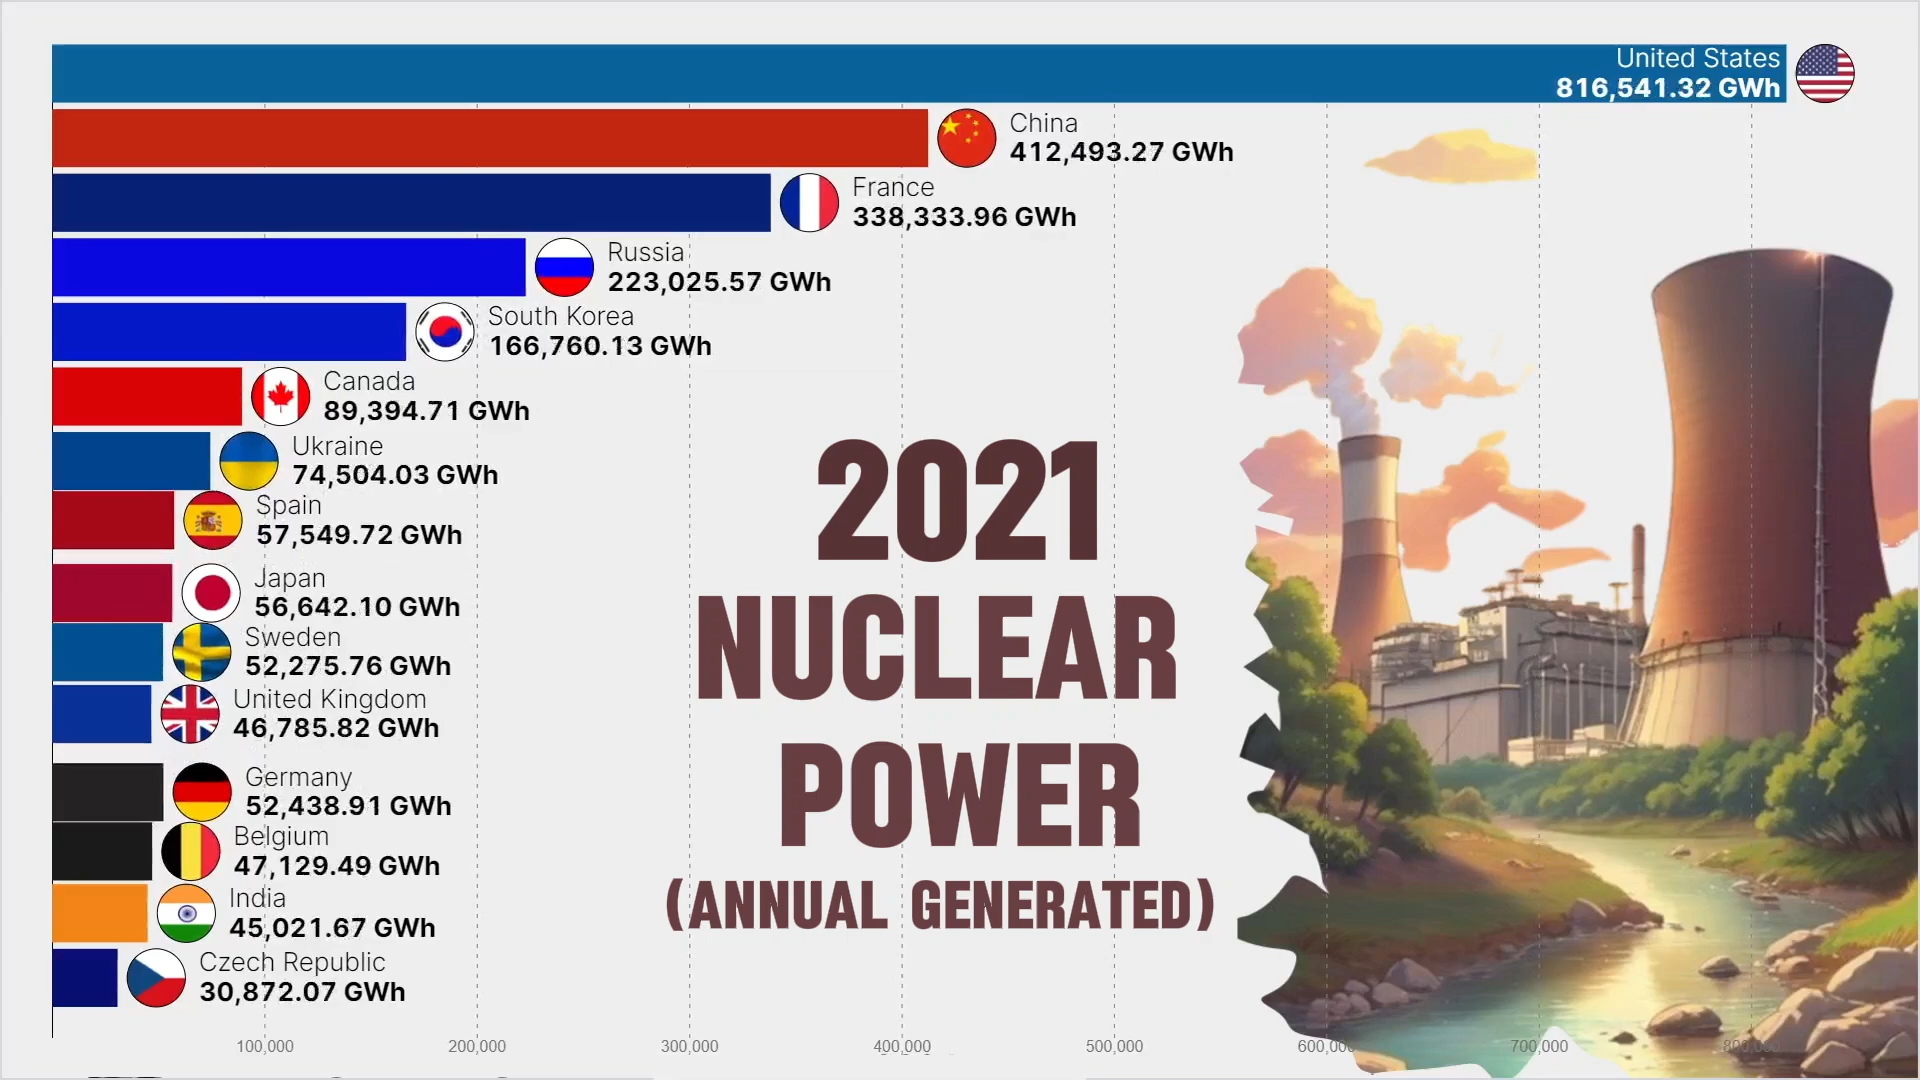 United States
816,541.32 GWh
China
412,493.27 GWh
France
338,333.96 GWh
Russia
223,025.57 GWh
South Korea
166,760.13 GWh
Canada
89,394.71 GWh
Ukraine
74,504.03 GWh
Spain
57,549.72 GWh
Japan
56,642.10 GWh
Sweden
52,275.76 GWh
United Kingdom
46,785.82 GWh
Germany
52,438.91 GWh
Belgium
47,129.49 GWh
India
45,021.67 GWh
Czech Republic
30,872.07 GWh
2021
NUCLEAR
POWER
(ANNUAL GENERATED)
100,000 200,000 300,000 400,000 500,000 600,000 700,000 800,000